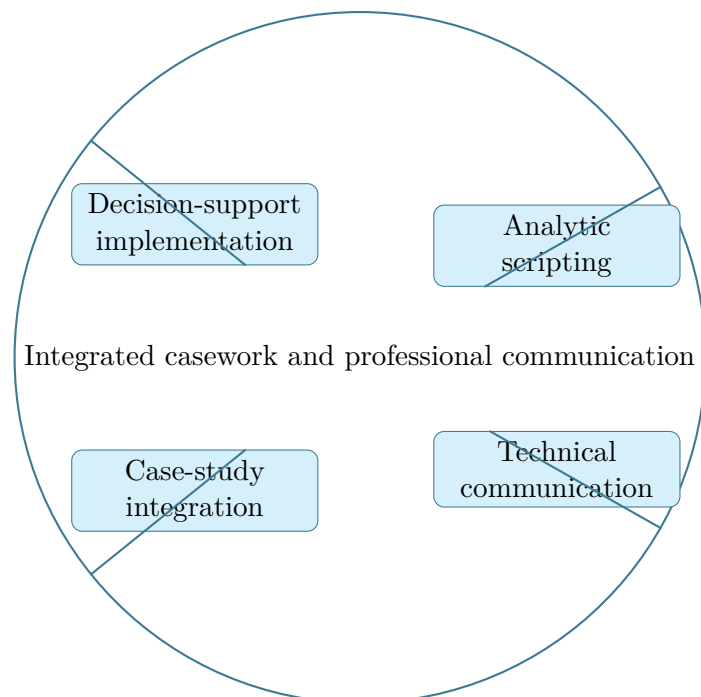 Decision-support
implementation
Analytic
scripting
Integrated casework and professional communication
Case-study
integration
Technical
communication